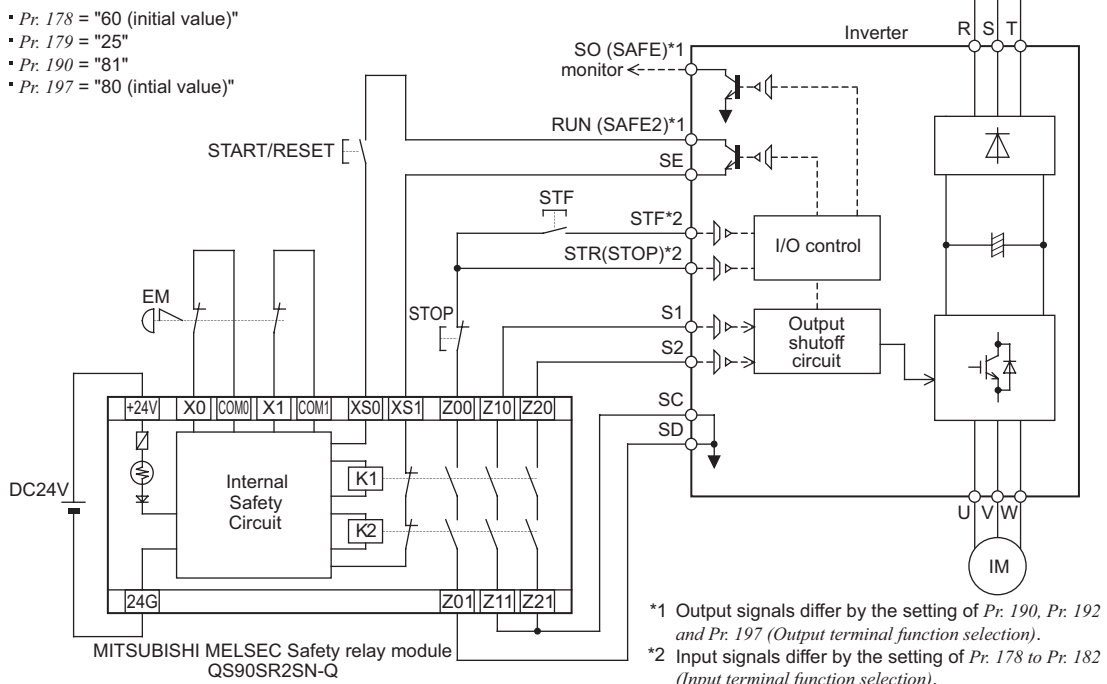 ▪ Pr. 178 = "60 (initial value)"
▪ Pr. 179 = "25"
▪ Pr. 190 = "81"
▪ Pr. 197 = "80 (intial value)"
R S T
Inverter
SO (SAFE)*1
monitor
RUN (SAFE2)*1
START/RESET
SE
STF
STF*2
STR(STOP)*2
I/O control
EM
STOP
S1
S2
Output
shutoff
circuit
SC
SD
+24V X0 COM0 X1 COM1 XS0 XS1 Z00 Z10 Z20
DC24V
Internal
Safety
Circuit
K1
K2
U V W
IM
24G Z01 Z11 Z21
MITSUBISHI MELSEC Safety relay module
QS90SR2SN-Q
*1 Output signals differ by the setting of Pr. 190, Pr. 192
and Pr. 197 (Output terminal function selection).
*2 Input signals differ by the setting of Pr. 178 to Pr. 182
(Input terminal function selection).